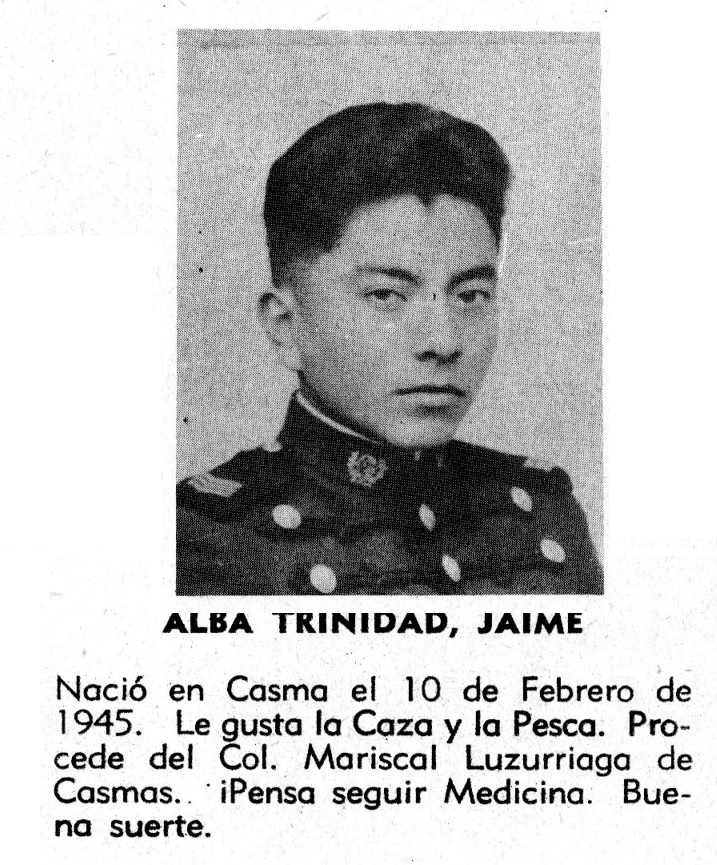 ALBA TRINIDAD, JAIME
Nació en Casma el 10 de Febrero de
1945. Le gusta la Caza y la Pesca. Pro-
cede del Col. Mariscal Luzurriaga de
Casmas. ¡Pensa seguir Medicina. Bue-
na suerte.